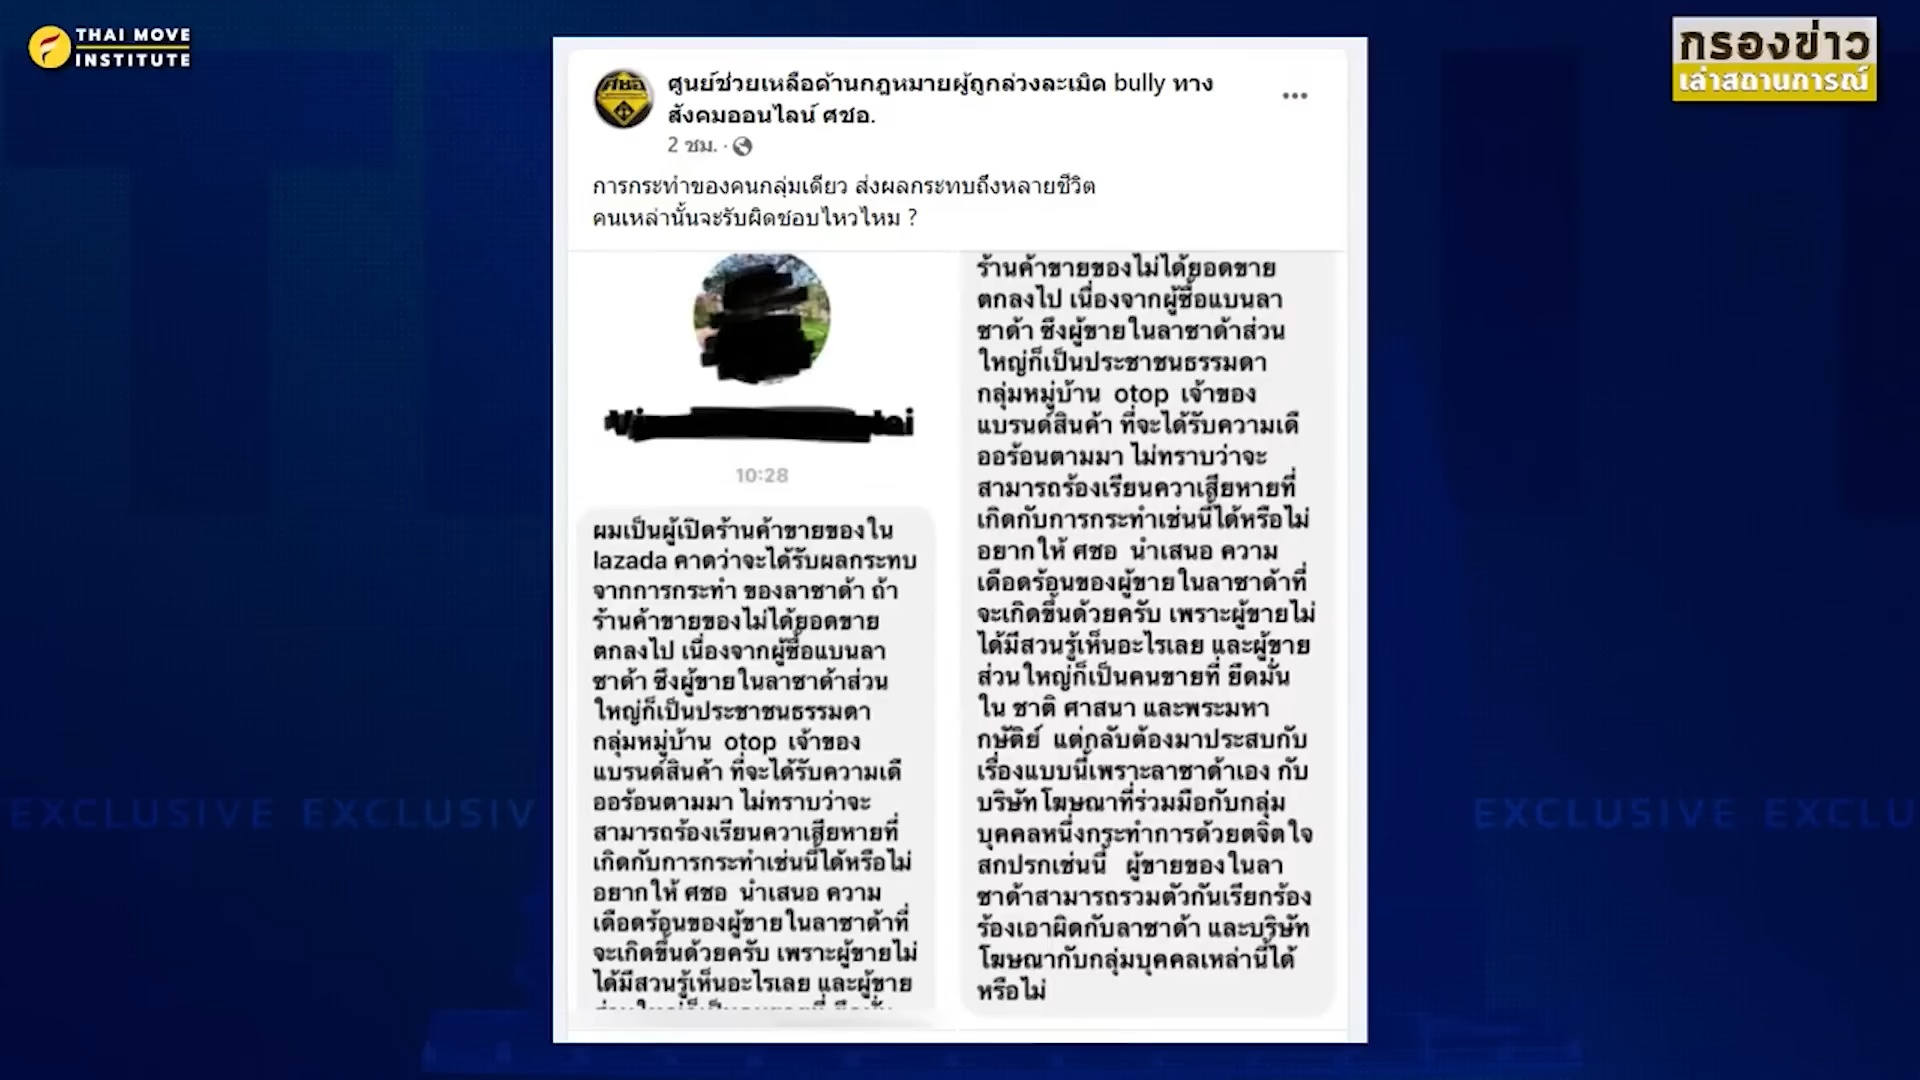 THAI MOVE
INSTITUTE
กรองข่าว
เล่าสถานการณ์
ศูนย์ช่วยเหลือด้านกฎหมายผู้ถูกล่วงละเมิด bully ทาง
สังคมออนไลน์ ศชอ.
2 ชม. ·
การกระทำของคนกลุ่มเดียว ส่งผลกระทบถึงหลายชีวิต
คนเหล่านั้นจะรับผิดชอบไหวไหม ?
10:28
ผมเป็นผู้เปิดร้านค้าขายของใน
lazada คาดว่าจะได้รับผลกระทบ
จากการกระทำ ของลาซาด้า ถ้า
ร้านค้าขายของไม่ได้ยอดขาย
ตกลงไป เนื่องจากผู้ซื้อแบนลา
ซาด้า ซึงผู้ขายในลาซาด้าส่วน
ใหญ่ก็เป็นประชาชนธรรมดา
กลุ่มหมู่บ้าน otop เจ้าของ
แบรนด์สินค้า ที่จะได้รับความเดื
ออร้อนตามมา ไม่ทราบว่าจะ
สามารถร้องเรียนควาเสียหายที่
เกิดกับการกระทำเช่นนี้ได้หรือไม่
อยากให้ ศชอ นำเสนอ ความ
เดือดร้อนของผู้ขายในลาซาด้าที่
จะเกิดขึ้นด้วยครับ เพราะผู้ขายไม่
ได้มีสวนรู้เห็นอะไรเลย และผู้ขาย
ร้านค้าขายของไม่ได้ยอดขาย
ตกลงไป เนื่องจากผู้ซื้อแบนลา
ซาด้า ซึงผู้ขายในลาซาด้าส่วน
ใหญ่ก็เป็นประชาชนธรรมดา
กลุ่มหมู่บ้าน otop เจ้าของ
แบรนด์สินค้า ที่จะได้รับความเดื
ออร้อนตามมา ไม่ทราบว่าจะ
สามารถร้องเรียนควาเสียหายที่
เกิดกับการกระทำเช่นนี้ได้หรือไม่
อยากให้ ศชอ นำเสนอ ความ
เดือดร้อนของผู้ขายในลาซาด้าที่
จะเกิดขึ้นด้วยครับ เพราะผู้ขายไม่
ได้มีสวนรู้เห็นอะไรเลย และผู้ขาย
ส่วนใหญ่ก็เป็นคนขายที่ ยึดมั่น
ใน ชาติ ศาสนา และพระมหา
กษัติย์ แต่กลับต้องมาประสบกับ
เรื่องแบบนี้เพราะลาซาด้าเอง กับ
บริษัทโฆษณาที่ร่วมมือกับกลุ่ม
บุคคลหนึ่งกระทำการด้วยตจิตใจ
สกปรกเช่นนี้ ผู้ขายของในลา
ซาด้าสามารถรวมตัวกันเรียกร้อง
ร้องเอาผิดกับลาซาด้า และบริษัท
โฆษณากับกลุ่มบุคคลเหล่านี้ได้
หรือไม่
EXCLUSIVE EXCLUSIV
EXCLUSIVE EXCLU